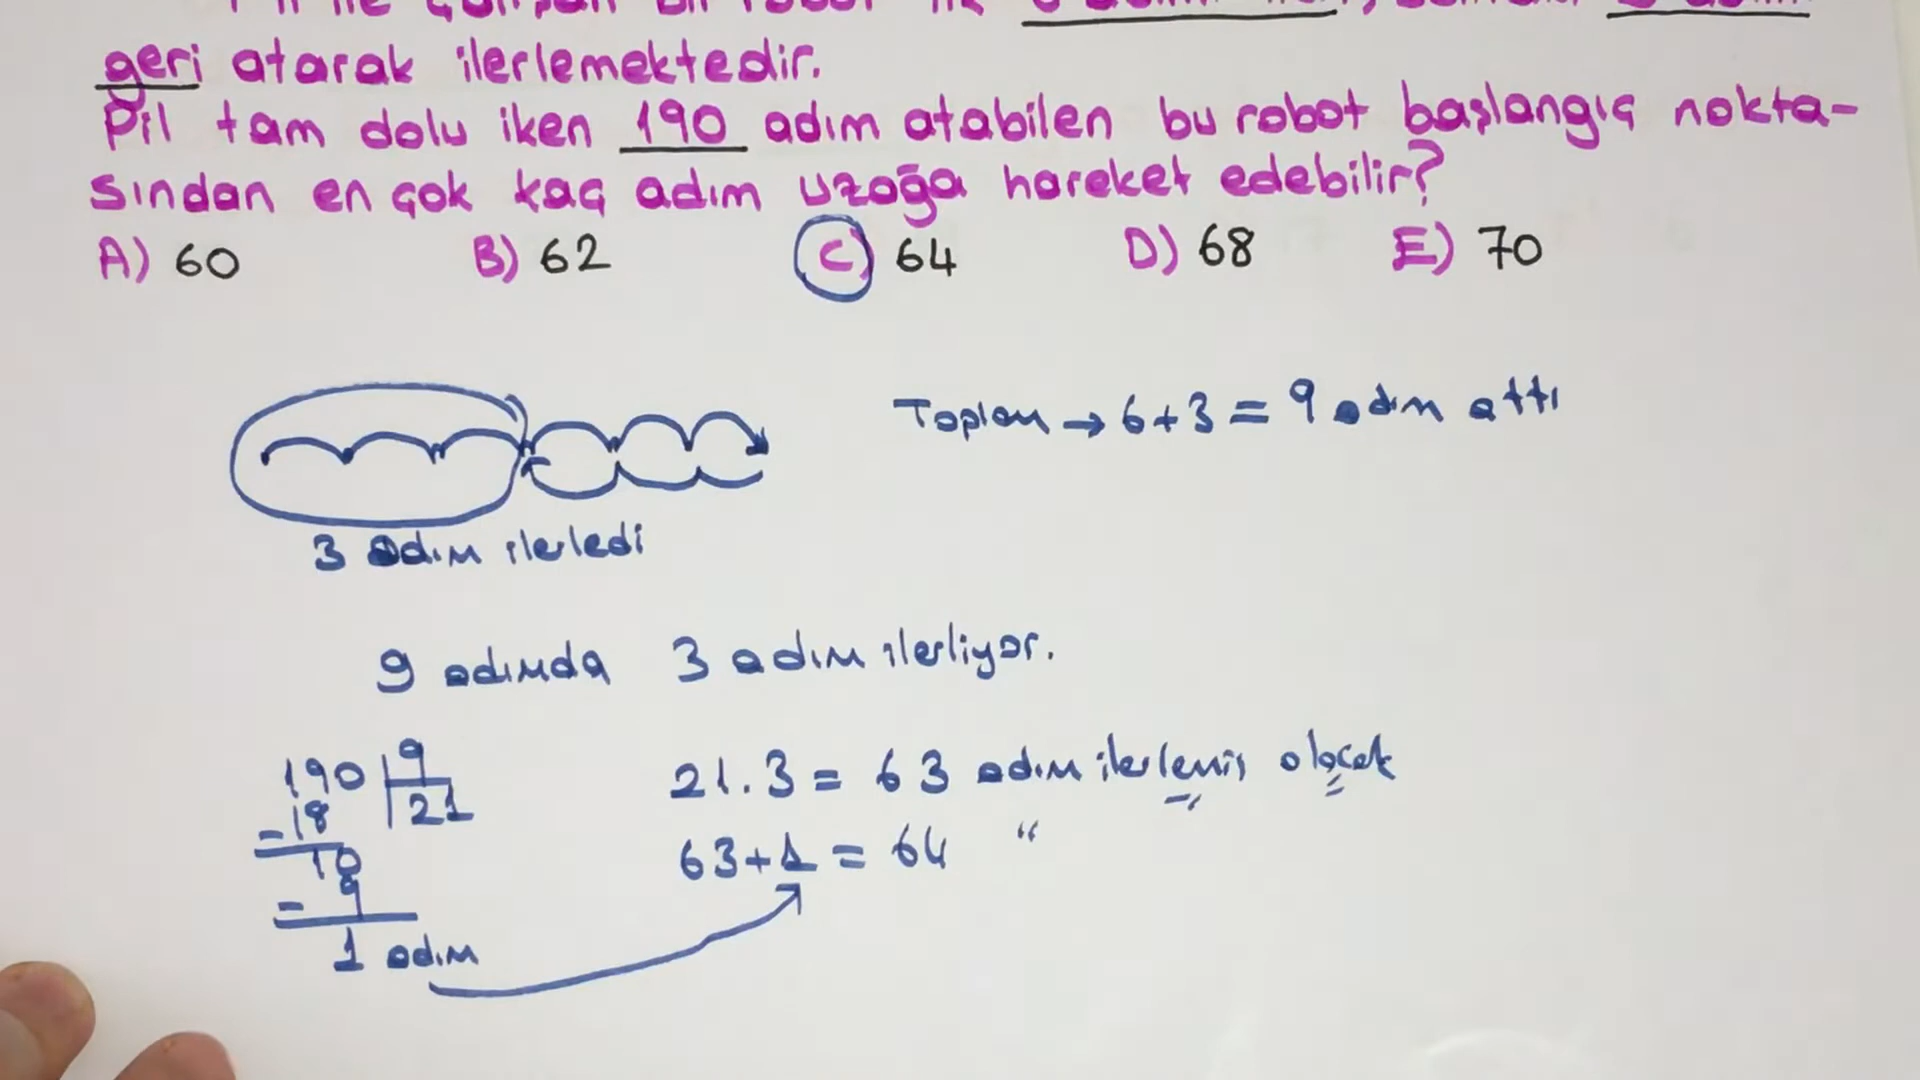 geri atarak ilerlemektedir.
Pil tam dolu iken 190 adım atabilen bu robot başlangıç nokta-
sından en çok kaç adım uzağa hareket edebilir?
A) 60 B) 62 C) 64 D) 68 E) 70
Toplam → 6+3 = 9 adım attı
3 adım ilerledi
9 adımda 3 adım ilerliyor.
190 9
-18 21
10
- 9
1 adım
21.3 = 63 adım ilerlemiş olacak
63+1 = 64 "